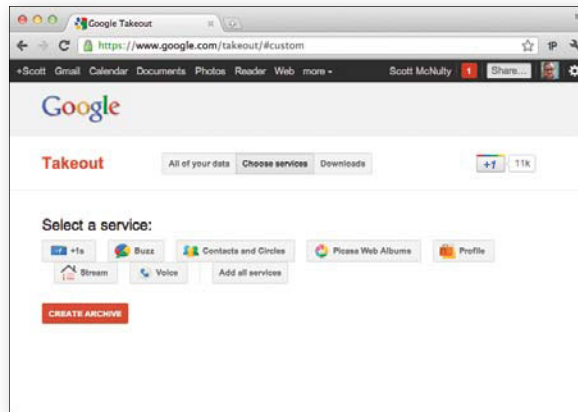 Google Takeout
https://www.google.com/takeout/#custom
+Scott Gmail Calendar Documents Photos Reader Web more Scott McNulty 1 Share...
Google
Takeout All of your data Choose services Downloads +1 11k
Select a service:
+1s Buzz Contacts and Circles Picasa Web Albums Profile
Stream Voice Add all services
CREATE ARCHIVE